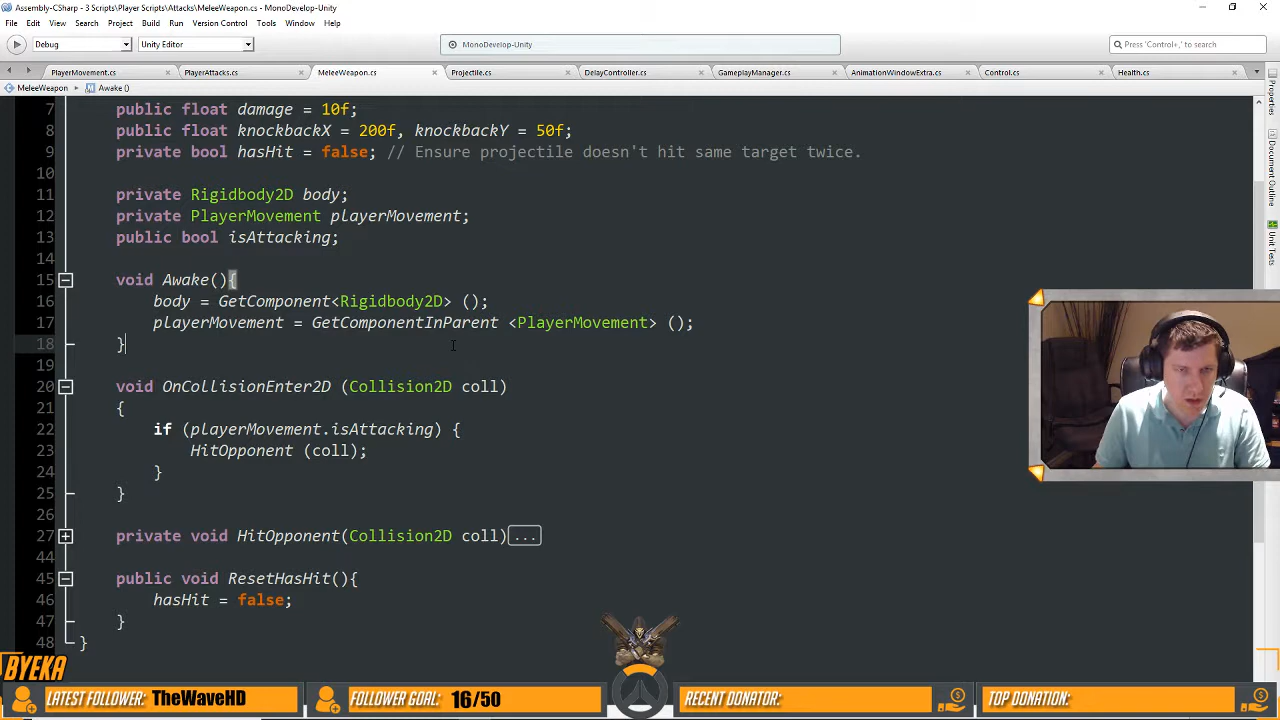 Assembly-CSharp - 3 Scripts\Player Scripts\Attacks\MeleeWeapon.cs - MonoDevelop-Unity
File Edit View Search Project Build Run Version Control Tools Window Help
Debug Unity Editor MonoDevelop-Unity Press 'Control+,' to search
PlayerMovement.cs PlayerAttacks.cs MeleeWeapon.cs Projectile.cs DelayController.cs GameplayManager.cs AnimationWindowExtra.cs Control.cs Health.cs
MeleeWeapon Awake ()
7 public float damage = 10f;
8 public float knockbackX = 200f, knockbackY = 50f;
9 private bool hasHit = false; // Ensure projectile doesn't hit same target twice.
10
11 private Rigidbody2D body;
12 private PlayerMovement playerMovement;
13 public bool isAttacking;
14
15 void Awake(){
16 body = GetComponent<Rigidbody2D> ();
17 playerMovement = GetComponentInParent <PlayerMovement> ();
18 }
19
20 void OnCollisionEnter2D (Collision2D coll)
21 {
22 if (playerMovement.isAttacking) {
23 HitOpponent (coll);
24 }
25 }
26
27 private void HitOpponent(Collision2D coll)...
44
45 public void ResetHasHit(){
46 hasHit = false;
47 }
48 }
Properties
Document Outline
Unit Tests
BYEKA
LATEST FOLLOWER: TheWaveHD FOLLOWER GOAL: 16/50 RECENT DONATOR: TOP DONATION: